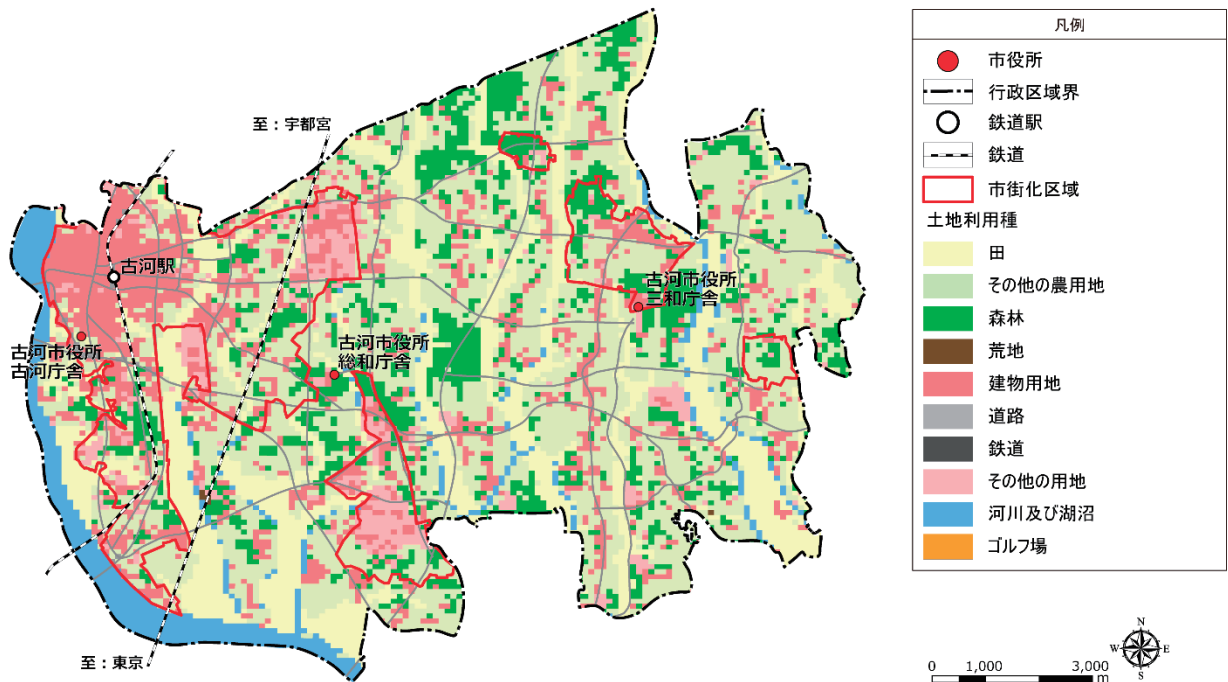 至：宇都宮
古河駅
古河市役所
古河庁舎
古河市役所
総和庁舎
古河市役所
三和庁舎
至：東京
凡例
市役所
行政区域界
鉄道駅
鉄道
市街化区域
土地利用種
田
その他の農用地
森林
荒地
建物用地
道路
鉄道
その他の用地
河川及び湖沼
ゴルフ場
N
W E
S
0 1,000 3,000
m